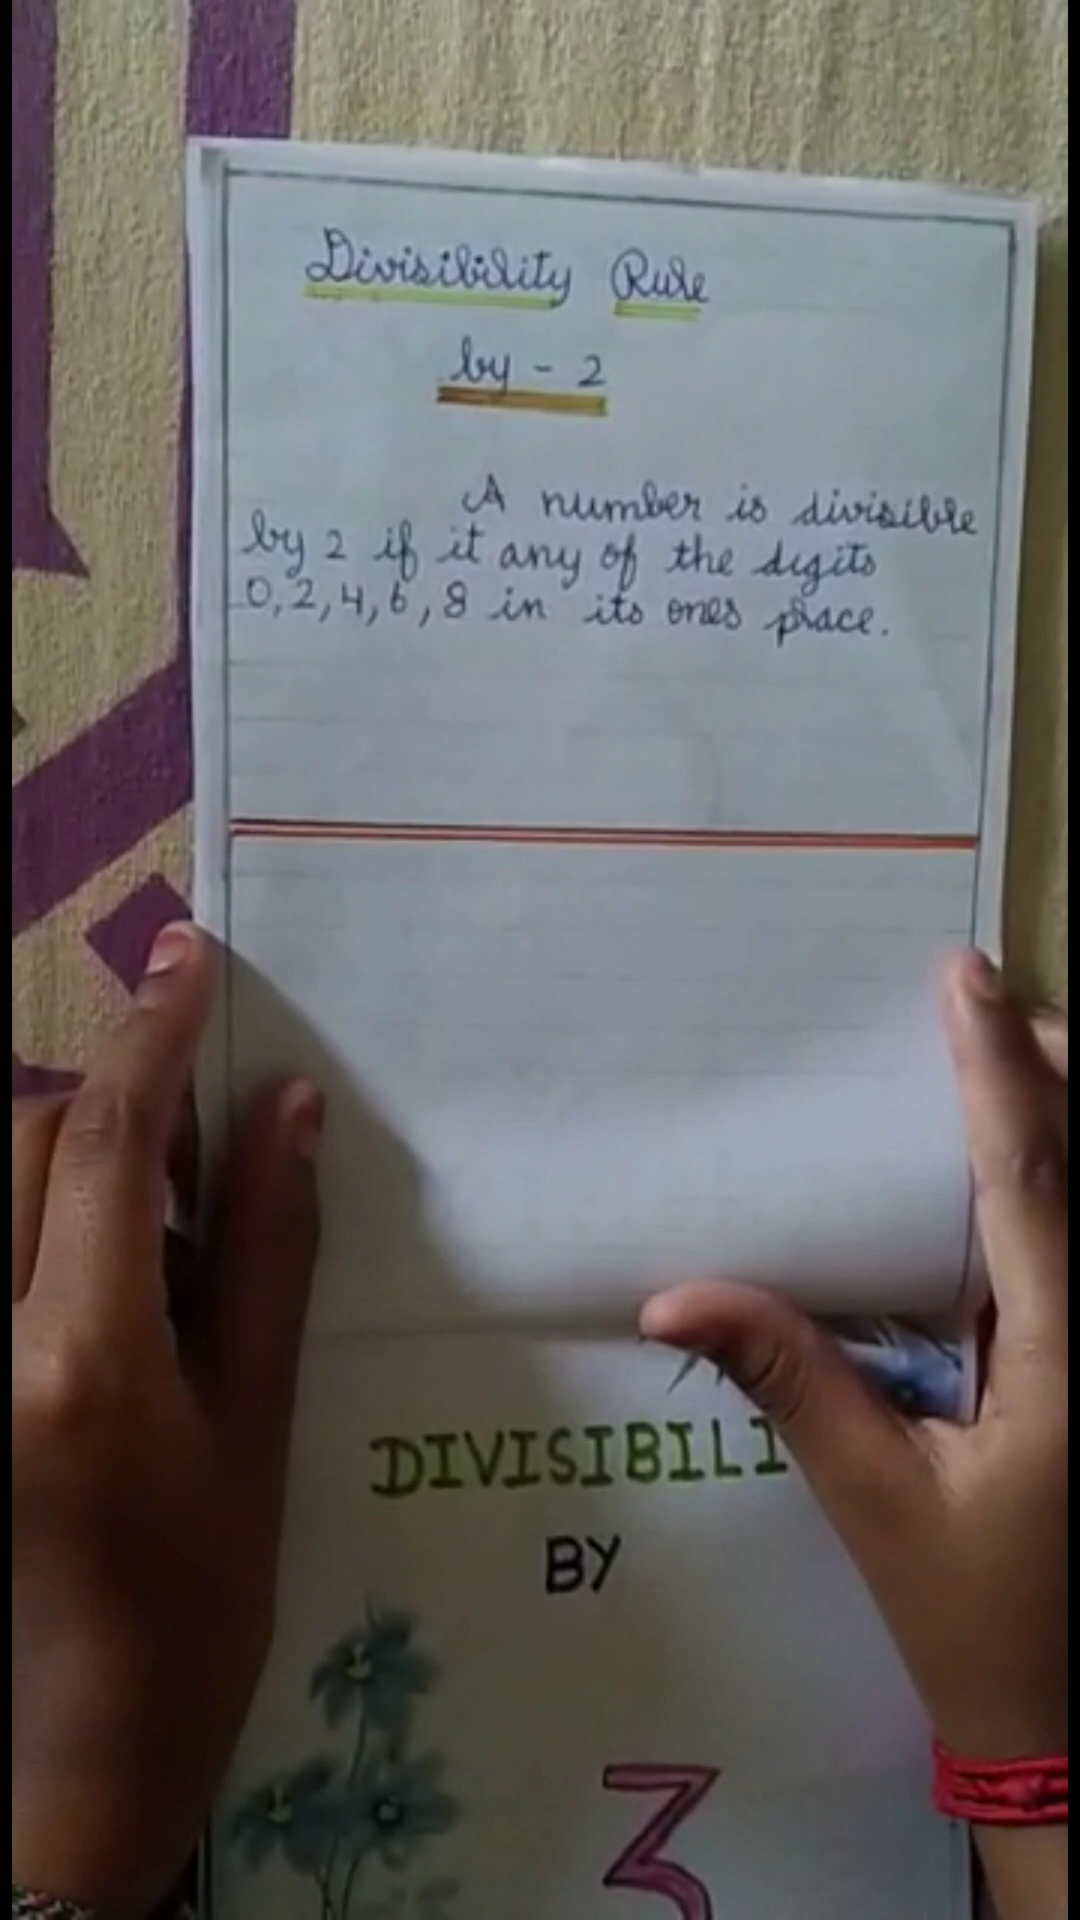 Divisibility Rule
by - 2
A number is divisible
by 2 if it any of the digits
0, 2, 4, 6, 8 in its ones place.
DIVISIBILI
BY
3